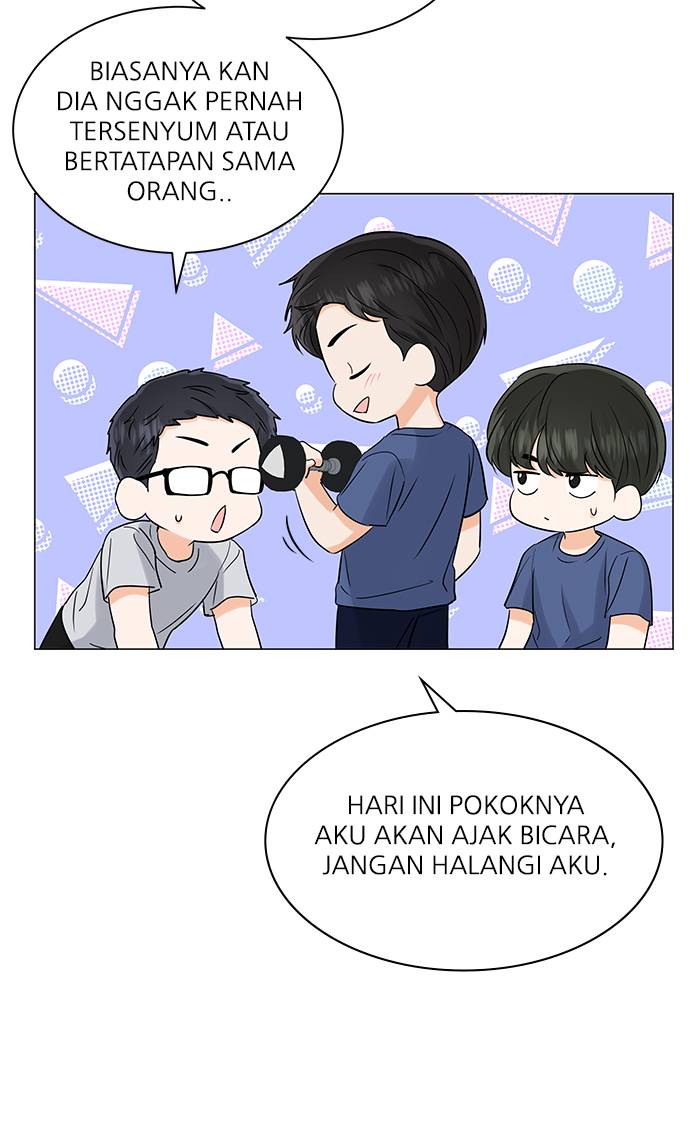 BIASANYA KAN
DIA NGGAK PERNAH
TERSENYUM ATAU
BERTATAPAN SAMA
ORANG..
HARI INI POKOKNYA
AKU AKAN AJAK BICARA,
JANGAN HALANGI AKU.